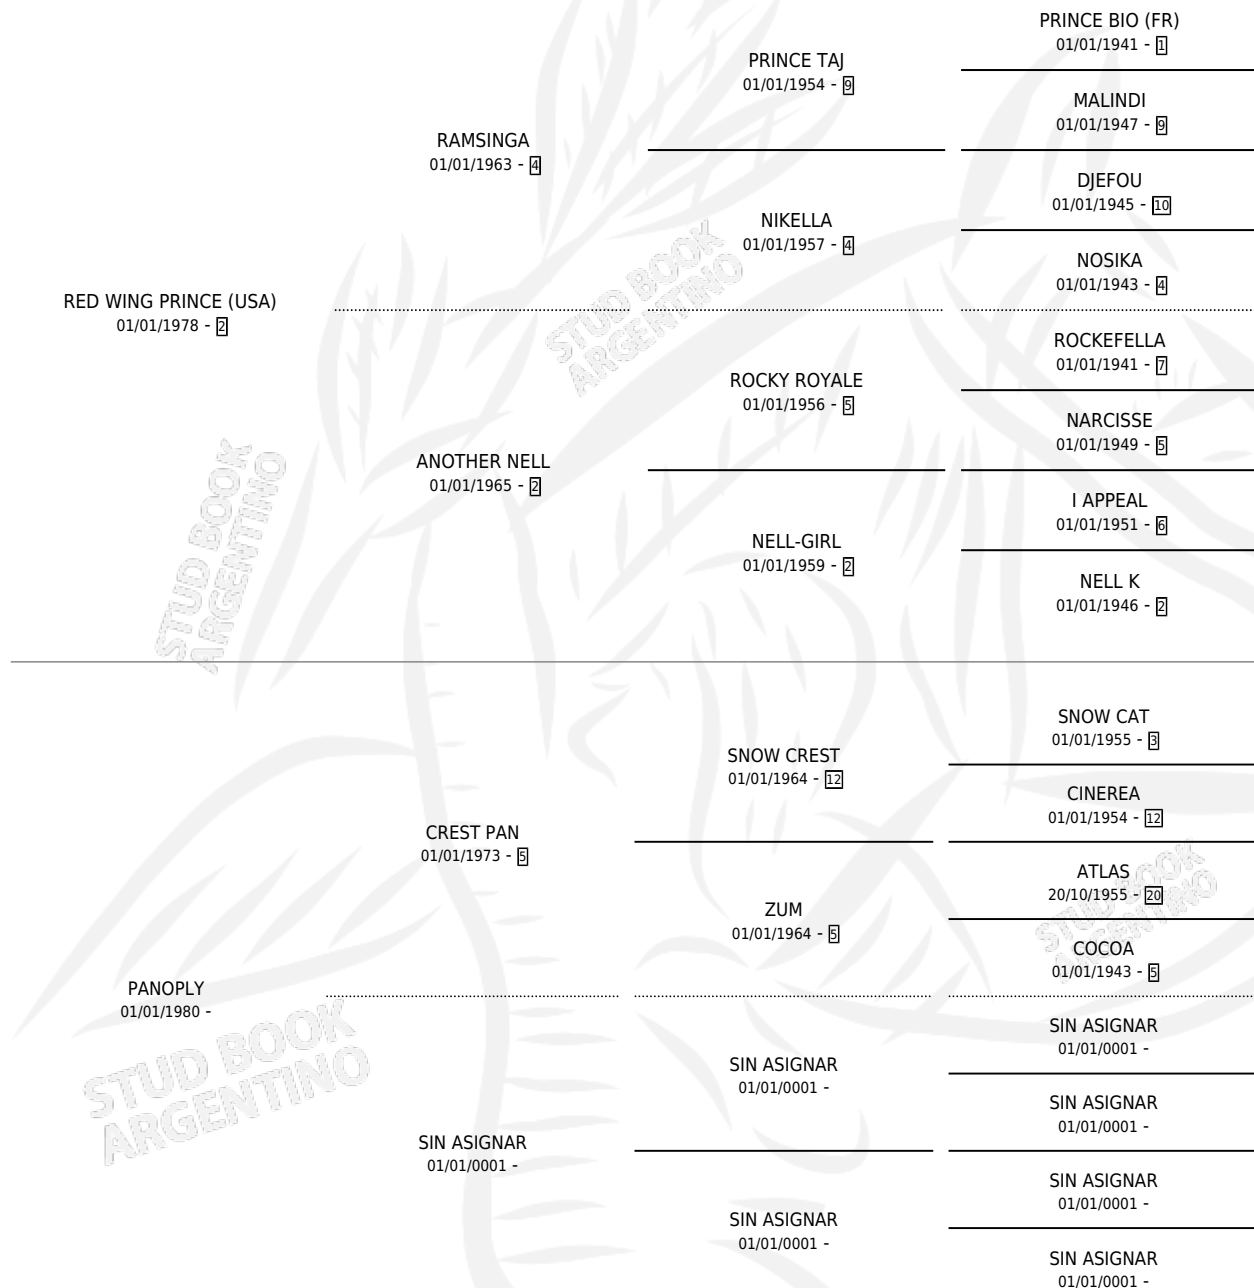 PRINCE BIO (FR)
01/01/1941 - 1
PRINCE TAJ
01/01/1954 - 9
MALINDI
01/01/1947 - 9
RAMSINGA
01/01/1963 - 4
DJEFOU
01/01/1945 - 10
NIKELLA
01/01/1957 - 4
NOSIKA
01/01/1943 - 4
RED WING PRINCE (USA)
01/01/1978 - 2
ROCKEFELLA
01/01/1941 - 7
ROCKY ROYALE
01/01/1956 - 5
NARCISSE
01/01/1949 - 5
ANOTHER NELL
01/01/1965 - 2
I APPEAL
01/01/1951 - 6
NELL-GIRL
01/01/1959 - 2
NELL K
01/01/1946 - 2
SNOW CAT
01/01/1955 - 3
SNOW CREST
01/01/1964 - 12
CINEREA
01/01/1954 - 12
CREST PAN
01/01/1973 - 5
ATLAS
20/10/1955 - 20
ZUM
01/01/1964 - 5
COCOA
01/01/1943 - 5
PANOPLY
01/01/1980 -
SIN ASIGNAR
01/01/0001 -
SIN ASIGNAR
01/01/0001 -
SIN ASIGNAR
01/01/0001 -
SIN ASIGNAR
01/01/0001 -
SIN ASIGNAR
01/01/0001 -
SIN ASIGNAR
01/01/0001 -
SIN ASIGNAR
01/01/0001 -
STUD BOOK
ARGENTINO
STUD BOOK
ARGENTINO
STUD BOOK
ARGENTINO
STUD BOOK
ARGENTINO